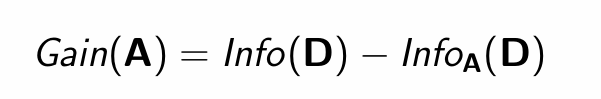 Gain(A) = Info(D) − Info_A(D)